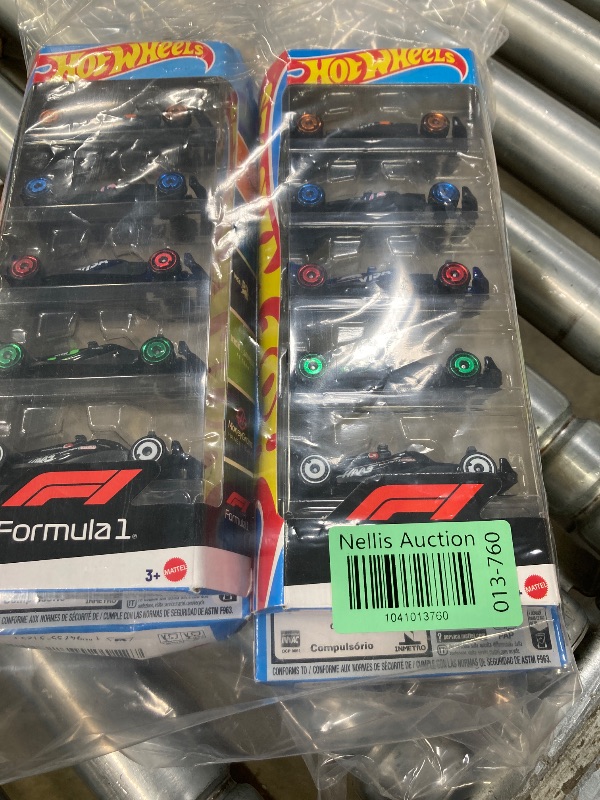 HOT WHEELS
HOT WHEELS
F1
Formula 1
3+
MATTEL
F1
Formula 1
F1
Nellis Auction
1041013760
013-760
MATTEL
INMETRO
CONFORME AUX NORMES DE SÉCURITÉ DE / CUMPLE CON LAS NORMAS DE SEGURIDAD DE ASTM F963.
Compulsório
INMETRO
CONFORMS TO / CONFORME AUX NORMES DE SÉCURITÉ DE / CUMPLE CON LAS NORMAS DE SEGURIDAD DE ASTM F963.